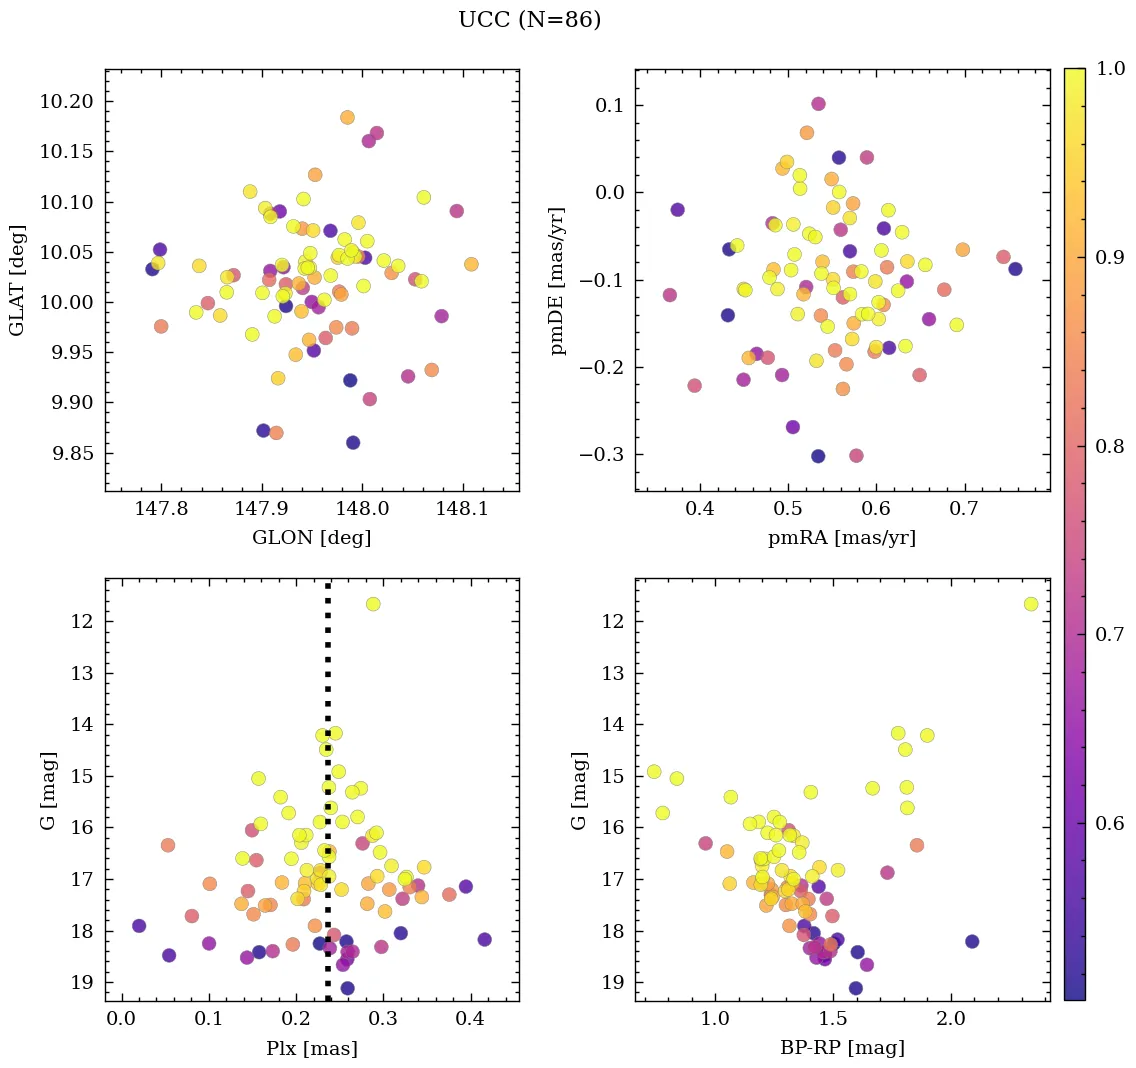 UCC (N=86)
10.20
10.15
10.10
10.05
10.00
9.95
9.90
9.85
GLAT [deg]
147.8 147.9 148.0 148.1
GLON [deg]
0.1
0.0
−0.1
−0.2
−0.3
pmDE [mas/yr]
0.4 0.5 0.6 0.7
pmRA [mas/yr]
12
13
14
15
16
17
18
19
G [mag]
0.0 0.1 0.2 0.3 0.4
Plx [mas]
12
13
14
15
16
17
18
19
G [mag]
1.0 1.5 2.0
BP-RP [mag]
1.0
0.9
0.8
0.7
0.6